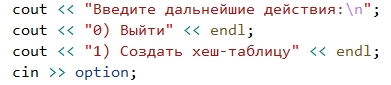 cout << "Введите дальнейшие действия:\n";
cout << "0) Выйти" << endl;
cout << "1) Создать хеш-таблицу" << endl;
cin >> option;